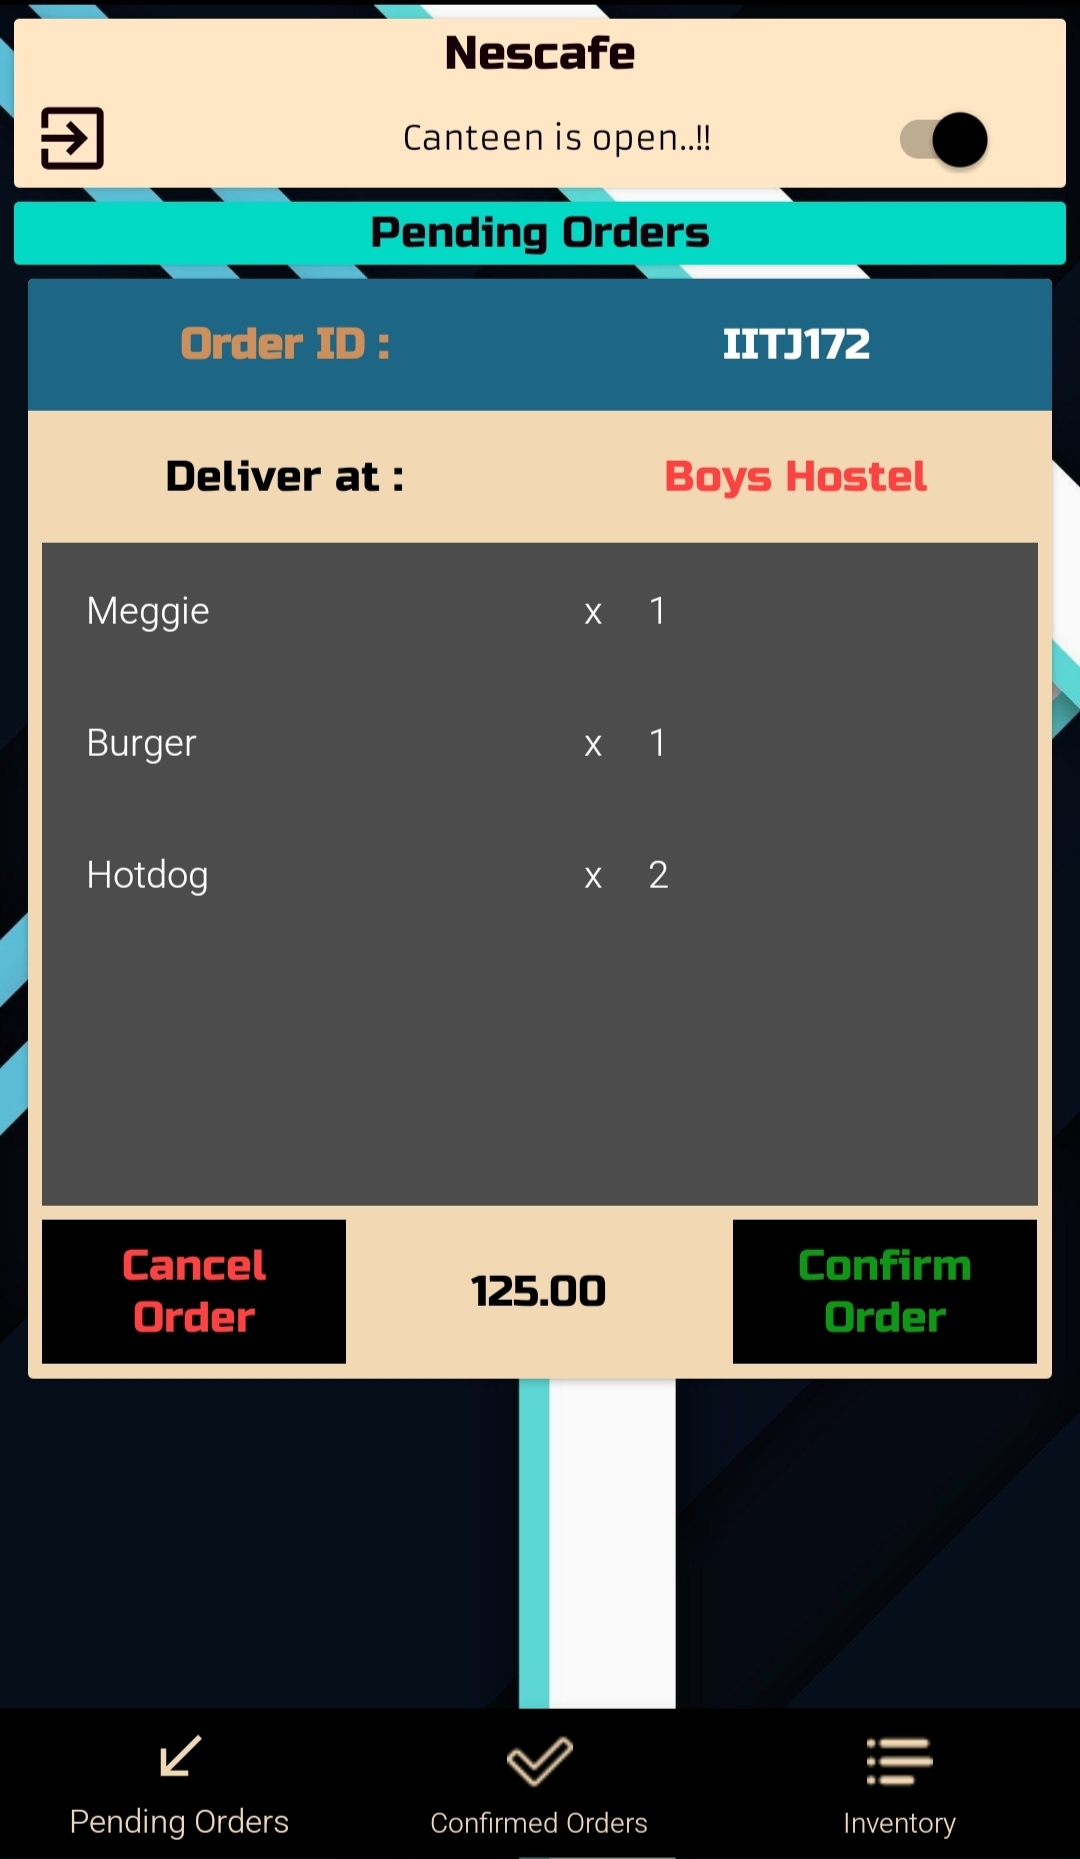 Nescafe
Canteen is open..!!
Pending Orders
Order ID : IITJ172
Deliver at : Boys Hostel
Meggie x 1
Burger x 1
Hotdog x 2
Cancel Order
125.00
Confirm Order
Pending Orders
Confirmed Orders
Inventory